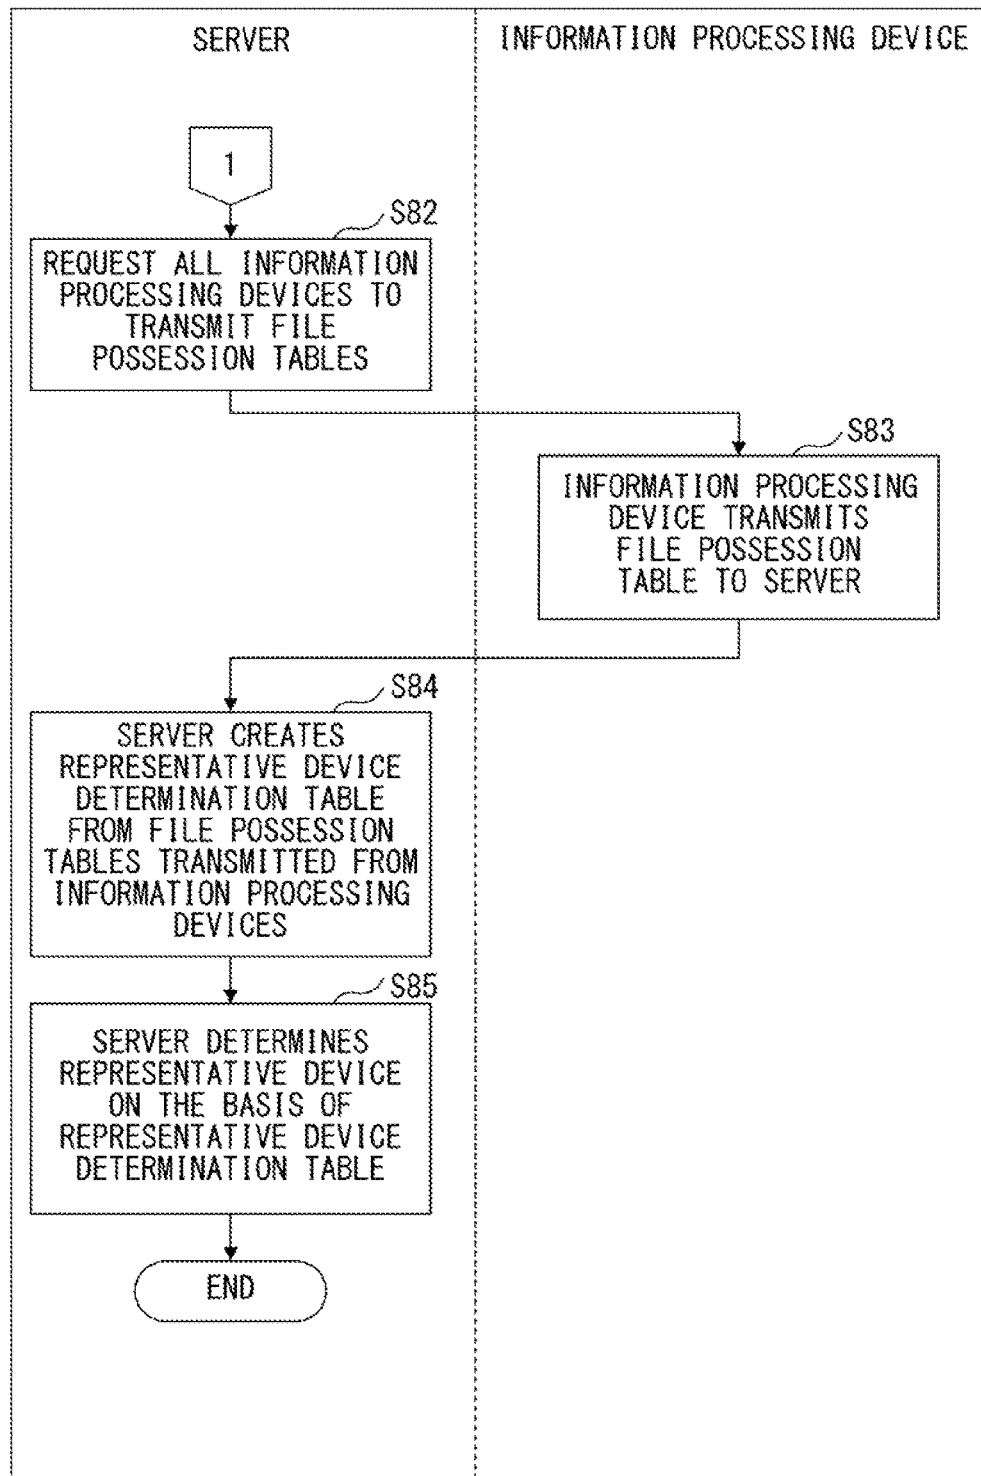 SERVER
INFORMATION PROCESSING DEVICE
1
S82
REQUEST ALL INFORMATION
PROCESSING DEVICES TO
TRANSMIT FILE
POSSESSION TABLES
S83
INFORMATION PROCESSING
DEVICE TRANSMITS
FILE POSSESSION
TABLE TO SERVER
S84
SERVER CREATES
REPRESENTATIVE DEVICE
DETERMINATION TABLE
FROM FILE POSSESSION
TABLES TRANSMITTED FROM
INFORMATION PROCESSING
DEVICES
S85
SERVER DETERMINES
REPRESENTATIVE DEVICE
ON THE BASIS OF
REPRESENTATIVE DEVICE
DETERMINATION TABLE
END